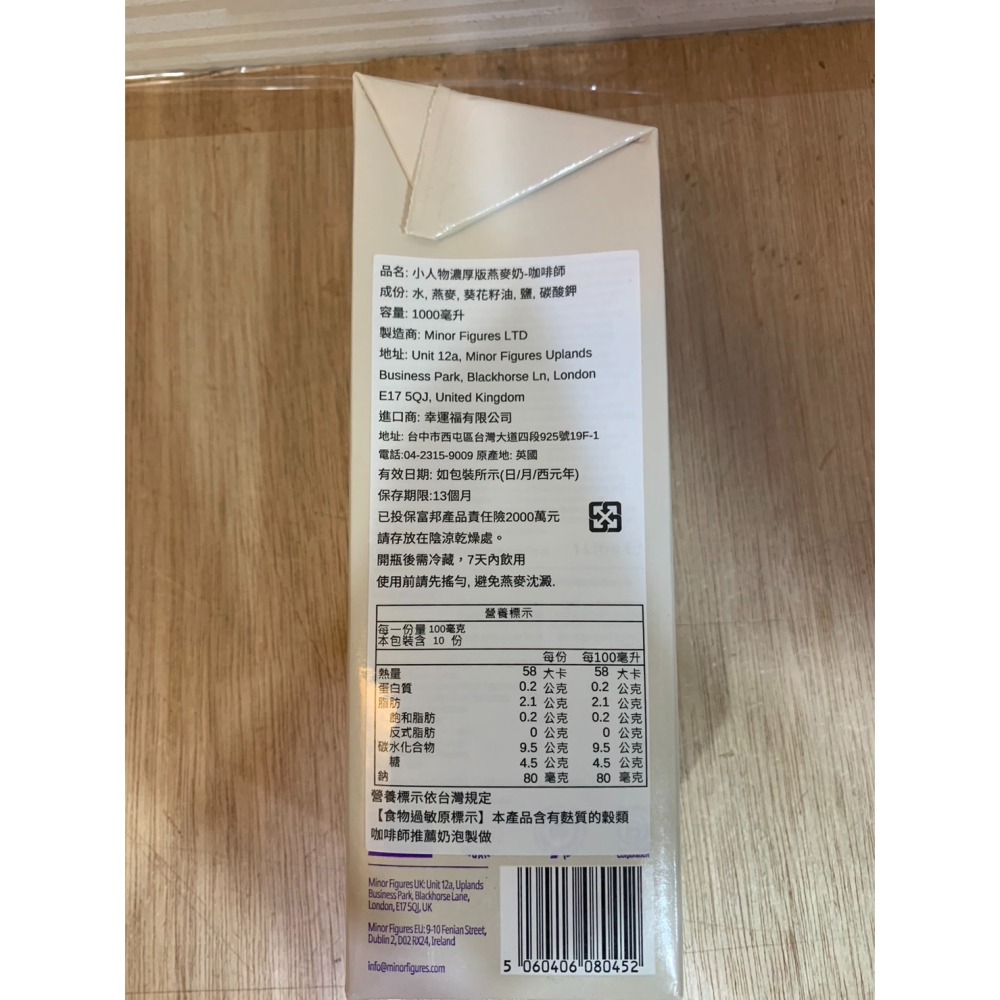 品名: 小人物濃厚版燕麥奶-咖啡師
成份: 水, 燕麥, 葵花籽油, 鹽, 碳酸鉀
容量: 1000毫升
製造商: Minor Figures LTD
地址: Unit 12a, Minor Figures Uplands
Business Park, Blackhorse Ln, London
E17 5QJ, United Kingdom
進口商: 幸運福有限公司
地址: 台中市西屯區台灣大道四段925號19F-1
電話:04-2315-9009 原產地: 英國
有效日期: 如包裝所示(日/月/西元年)
保存期限:13個月
已投保富邦產品責任險2000萬元
請存放在陰涼乾燥處。
開瓶後需冷藏，7天內飲用
使用前請先搖勻, 避免燕麥沈澱.
營養標示
每一份量 100毫克
本包裝含 10 份
每份 每100毫升
熱量 58 大卡 58 大卡
蛋白質 0.2 公克 0.2 公克
脂肪 2.1 公克 2.1 公克
飽和脂肪 0.2 公克 0.2 公克
反式脂肪 0 公克 0 公克
碳水化合物 9.5 公克 9.5 公克
糖 4.5 公克 4.5 公克
鈉 80 毫克 80 毫克
營養標示依台灣規定
【食物過敏原標示】本產品含有麩質的穀類
咖啡師推薦奶泡製做
Corporation
Minor Figures UK: Unit 12a, Uplands
Business Park, Blackhorse Lane,
London, E17 5QJ, UK
Minor Figures EU: 9-10 Fenian Street,
Dublin 2, D02 RX24, Ireland
info@minorfigures.com
5 060406 080452